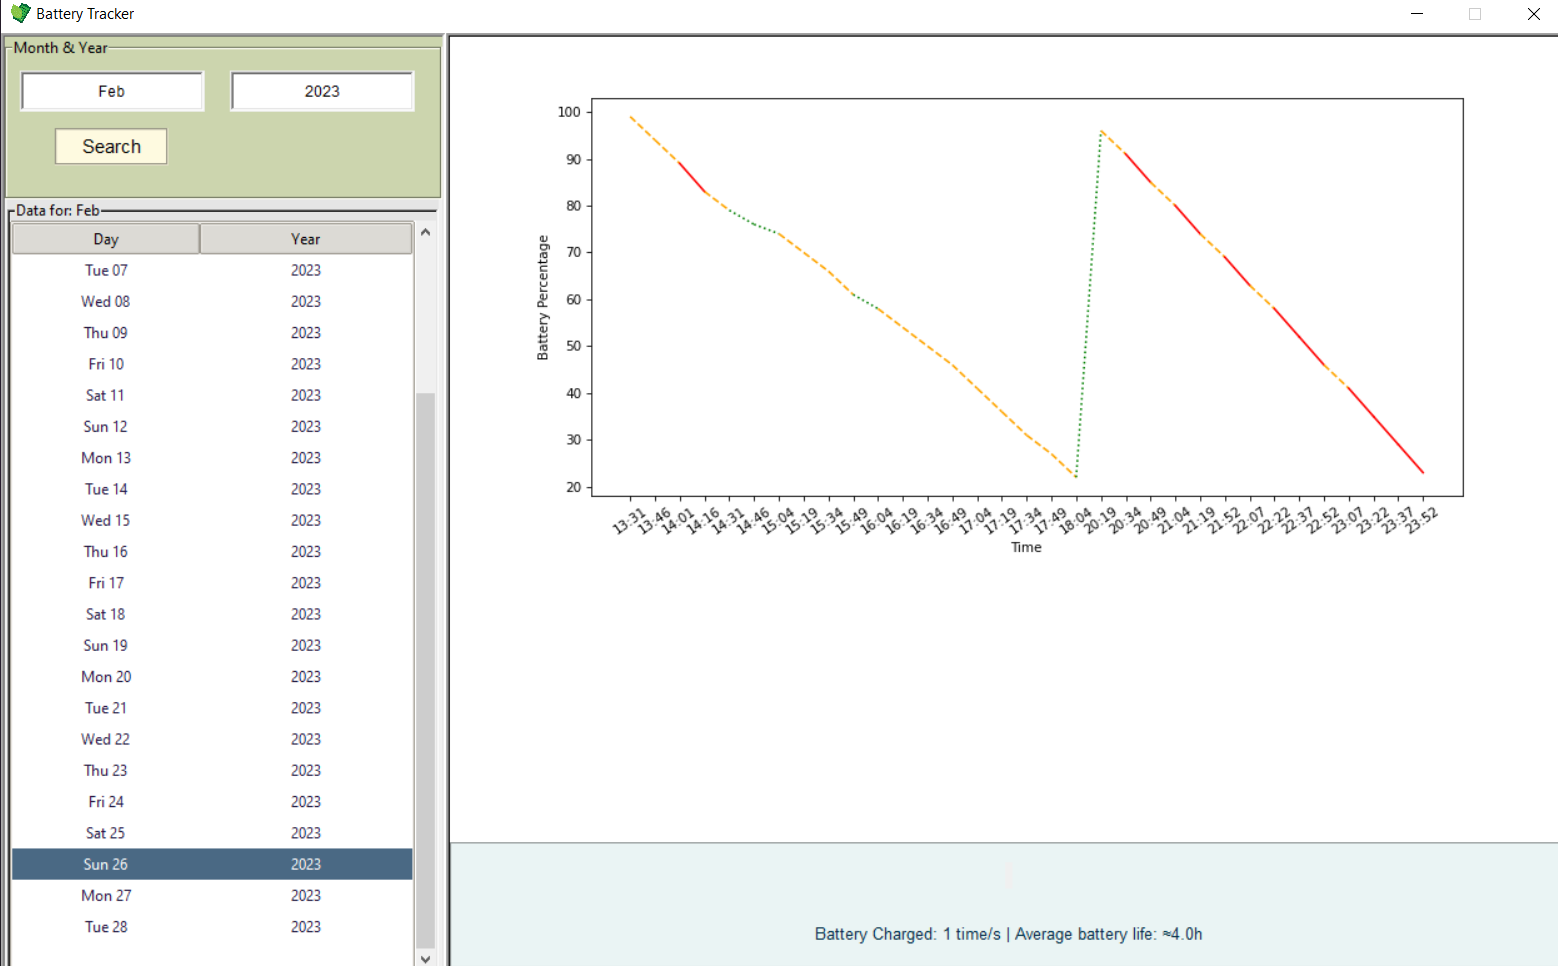 Battery Tracker
Month & Year
Feb 2023
Search
Data for: Feb
Day Year
Tue 07 2023
Wed 08 2023
Thu 09 2023
Fri 10 2023
Sat 11 2023
Sun 12 2023
Mon 13 2023
Tue 14 2023
Wed 15 2023
Thu 16 2023
Fri 17 2023
Sat 18 2023
Sun 19 2023
Mon 20 2023
Tue 21 2023
Wed 22 2023
Thu 23 2023
Fri 24 2023
Sat 25 2023
Sun 26 2023
Mon 27 2023
Tue 28 2023
100
90
80
70
60
50
40
30
20
Battery Percentage
13:31 13:46 14:01 14:16 14:31 14:46 15:04 15:19 15:34 15:49 16:04 16:19 16:34 16:49 17:04 17:19 17:34 17:49 18:04 20:19 20:34 20:49 21:04 21:19 21:52 22:07 22:22 22:37 22:52 23:07 23:22 23:37 23:52
Time
Battery Charged: 1 time/s | Average battery life: ≈4.0h